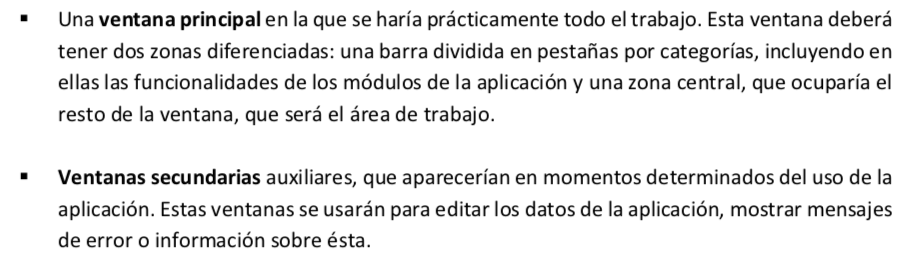 ▪ Una ventana principal en la que se haría prácticamente todo el trabajo. Esta ventana deberá
tener dos zonas diferenciadas: una barra dividida en pestañas por categorías, incluyendo en
ellas las funcionalidades de los módulos de la aplicación y una zona central, que ocuparía el
resto de la ventana, que será el área de trabajo.
▪ Ventanas secundarias auxiliares, que aparecerían en momentos determinados del uso de la
aplicación. Estas ventanas se usarán para editar los datos de la aplicación, mostrar mensajes
de error o información sobre ésta.